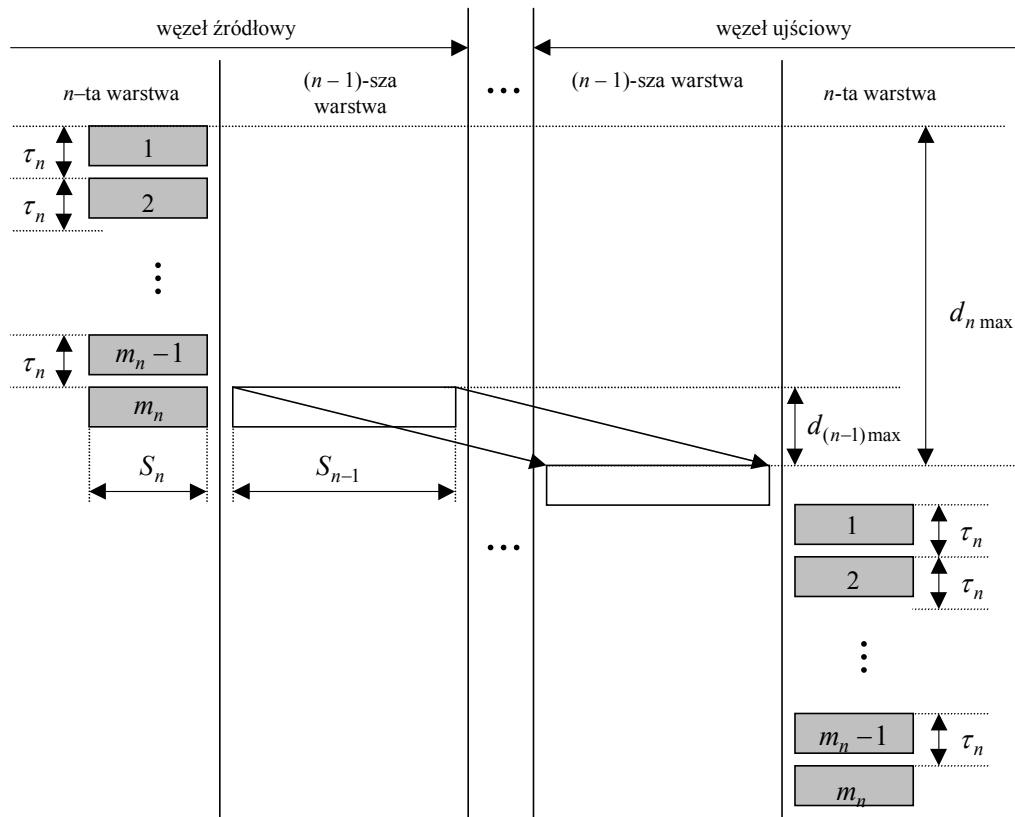 węzeł źródłowy
węzeł ujściowy
n–ta warstwa
(n – 1)-sza
warstwa
...
(n – 1)-sza warstwa
n-ta warstwa
τn
1
τn
2
...
τn
mn – 1
mn
Sn
Sn–1
dn max
d(n–1)max
...
1
τn
2
τn
...
mn – 1
τn
mn